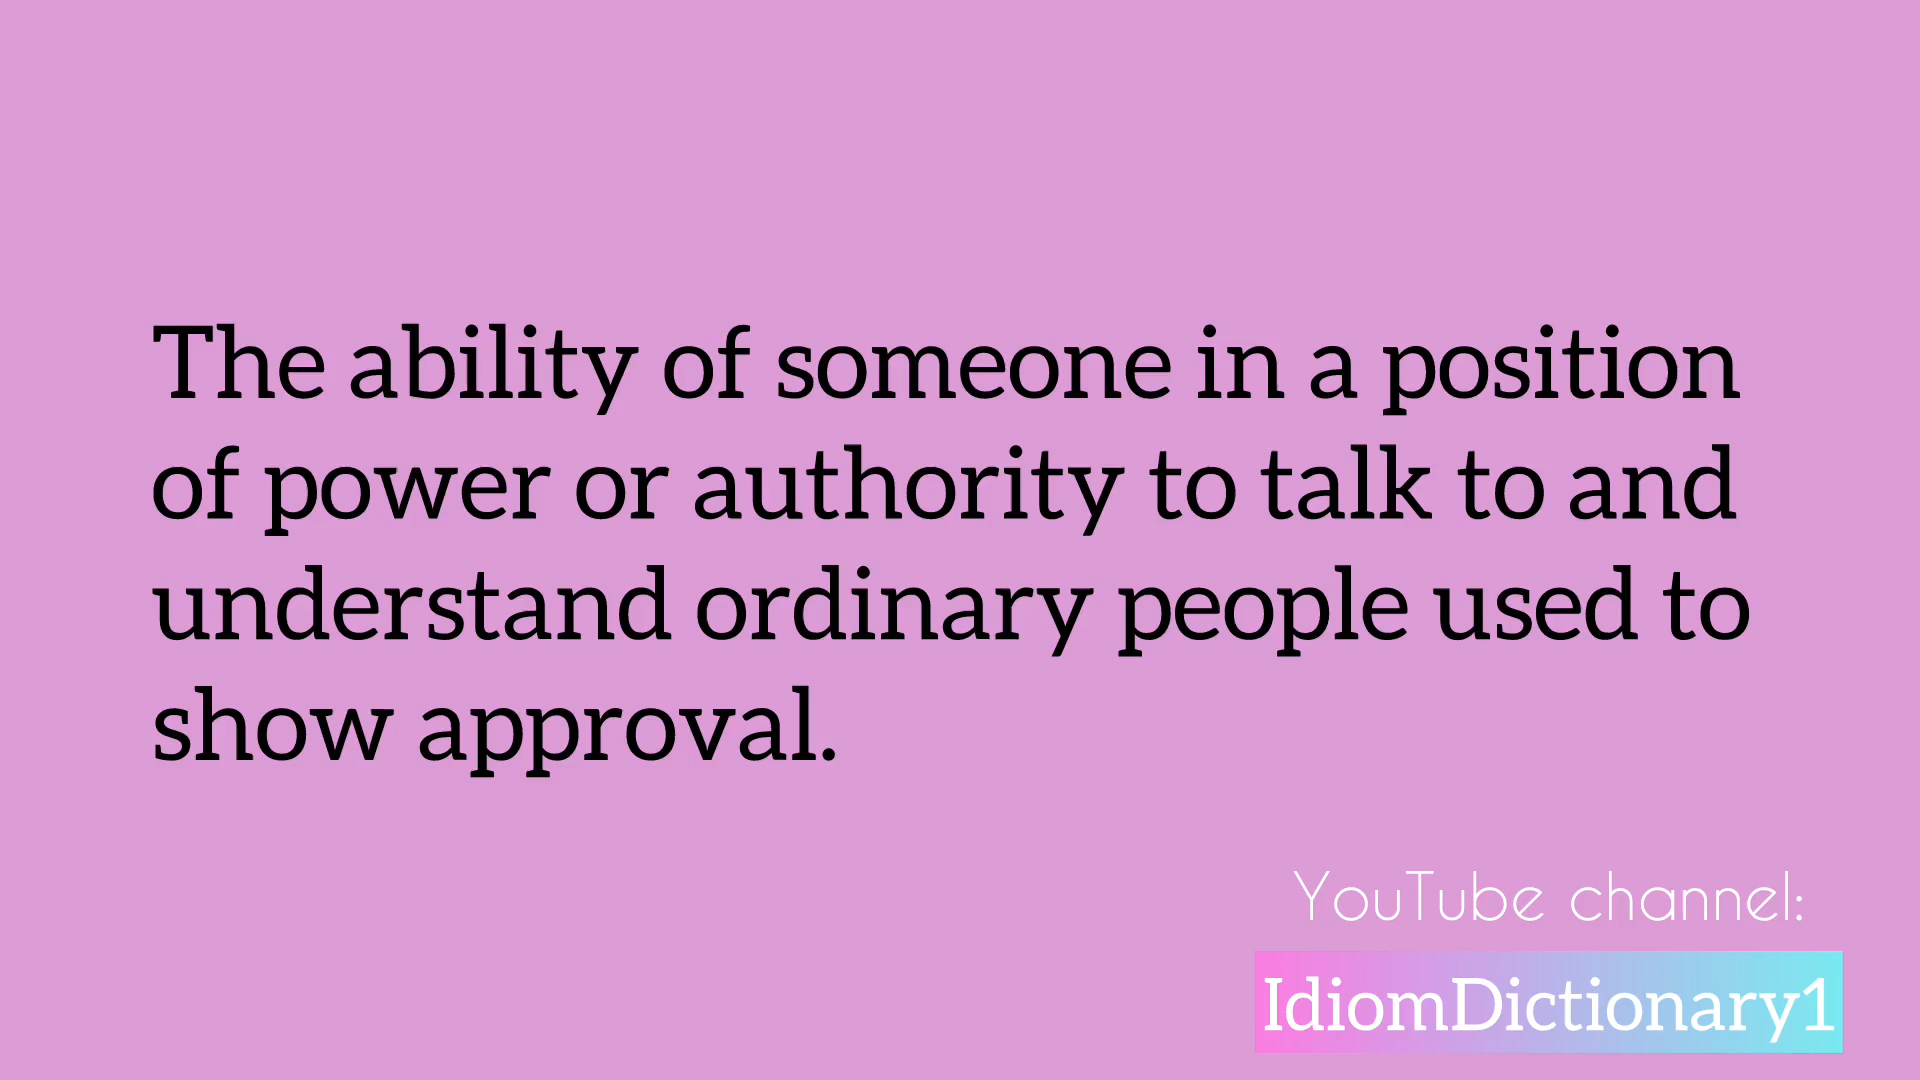 The ability of someone in a position
of power or authority to talk to and
understand ordinary people used to
show approval.
YouTube channel:
IdiomDictionary1